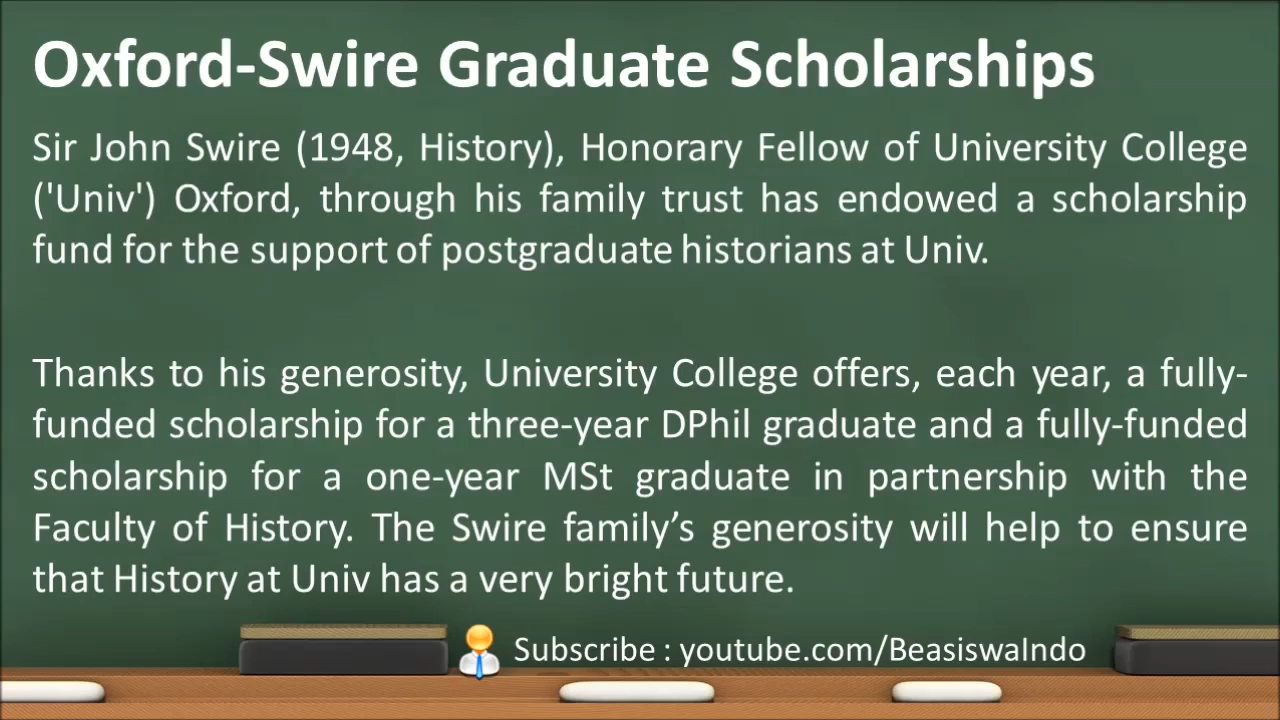 Oxford-Swire Graduate Scholarships
Sir John Swire (1948, History), Honorary Fellow of University College
('Univ') Oxford, through his family trust has endowed a scholarship
fund for the support of postgraduate historians at Univ.
Thanks to his generosity, University College offers, each year, a fully-
funded scholarship for a three-year DPhil graduate and a fully-funded
scholarship for a one-year MSt graduate in partnership with the
Faculty of History. The Swire family’s generosity will help to ensure
that History at Univ has a very bright future.
Subscribe : youtube.com/BeasiswaIndo